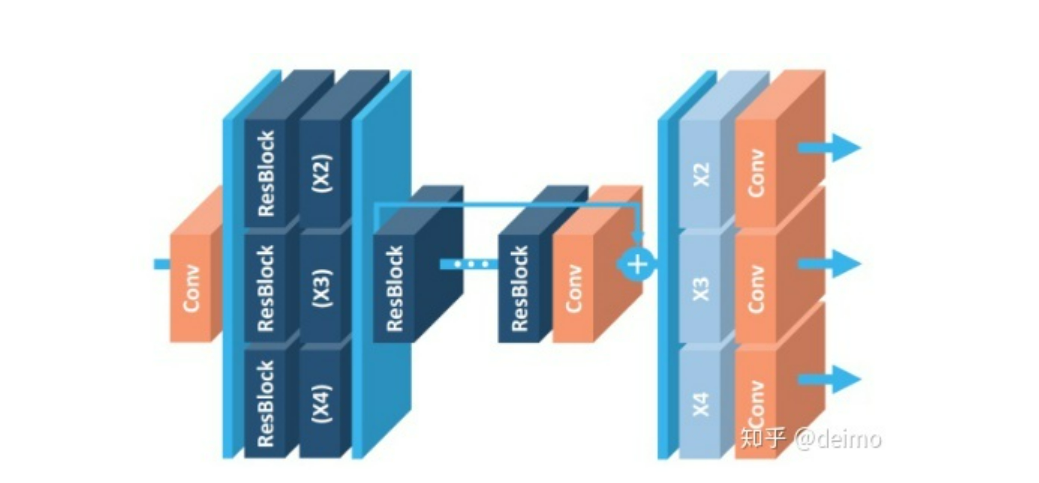 Conv
ResBlock
(X2)
ResBlock
(X3)
ResBlock
(X4)
ResBlock
ResBlock
Conv
X2
Conv
X3
Conv
X4
Conv
知乎 @deimo